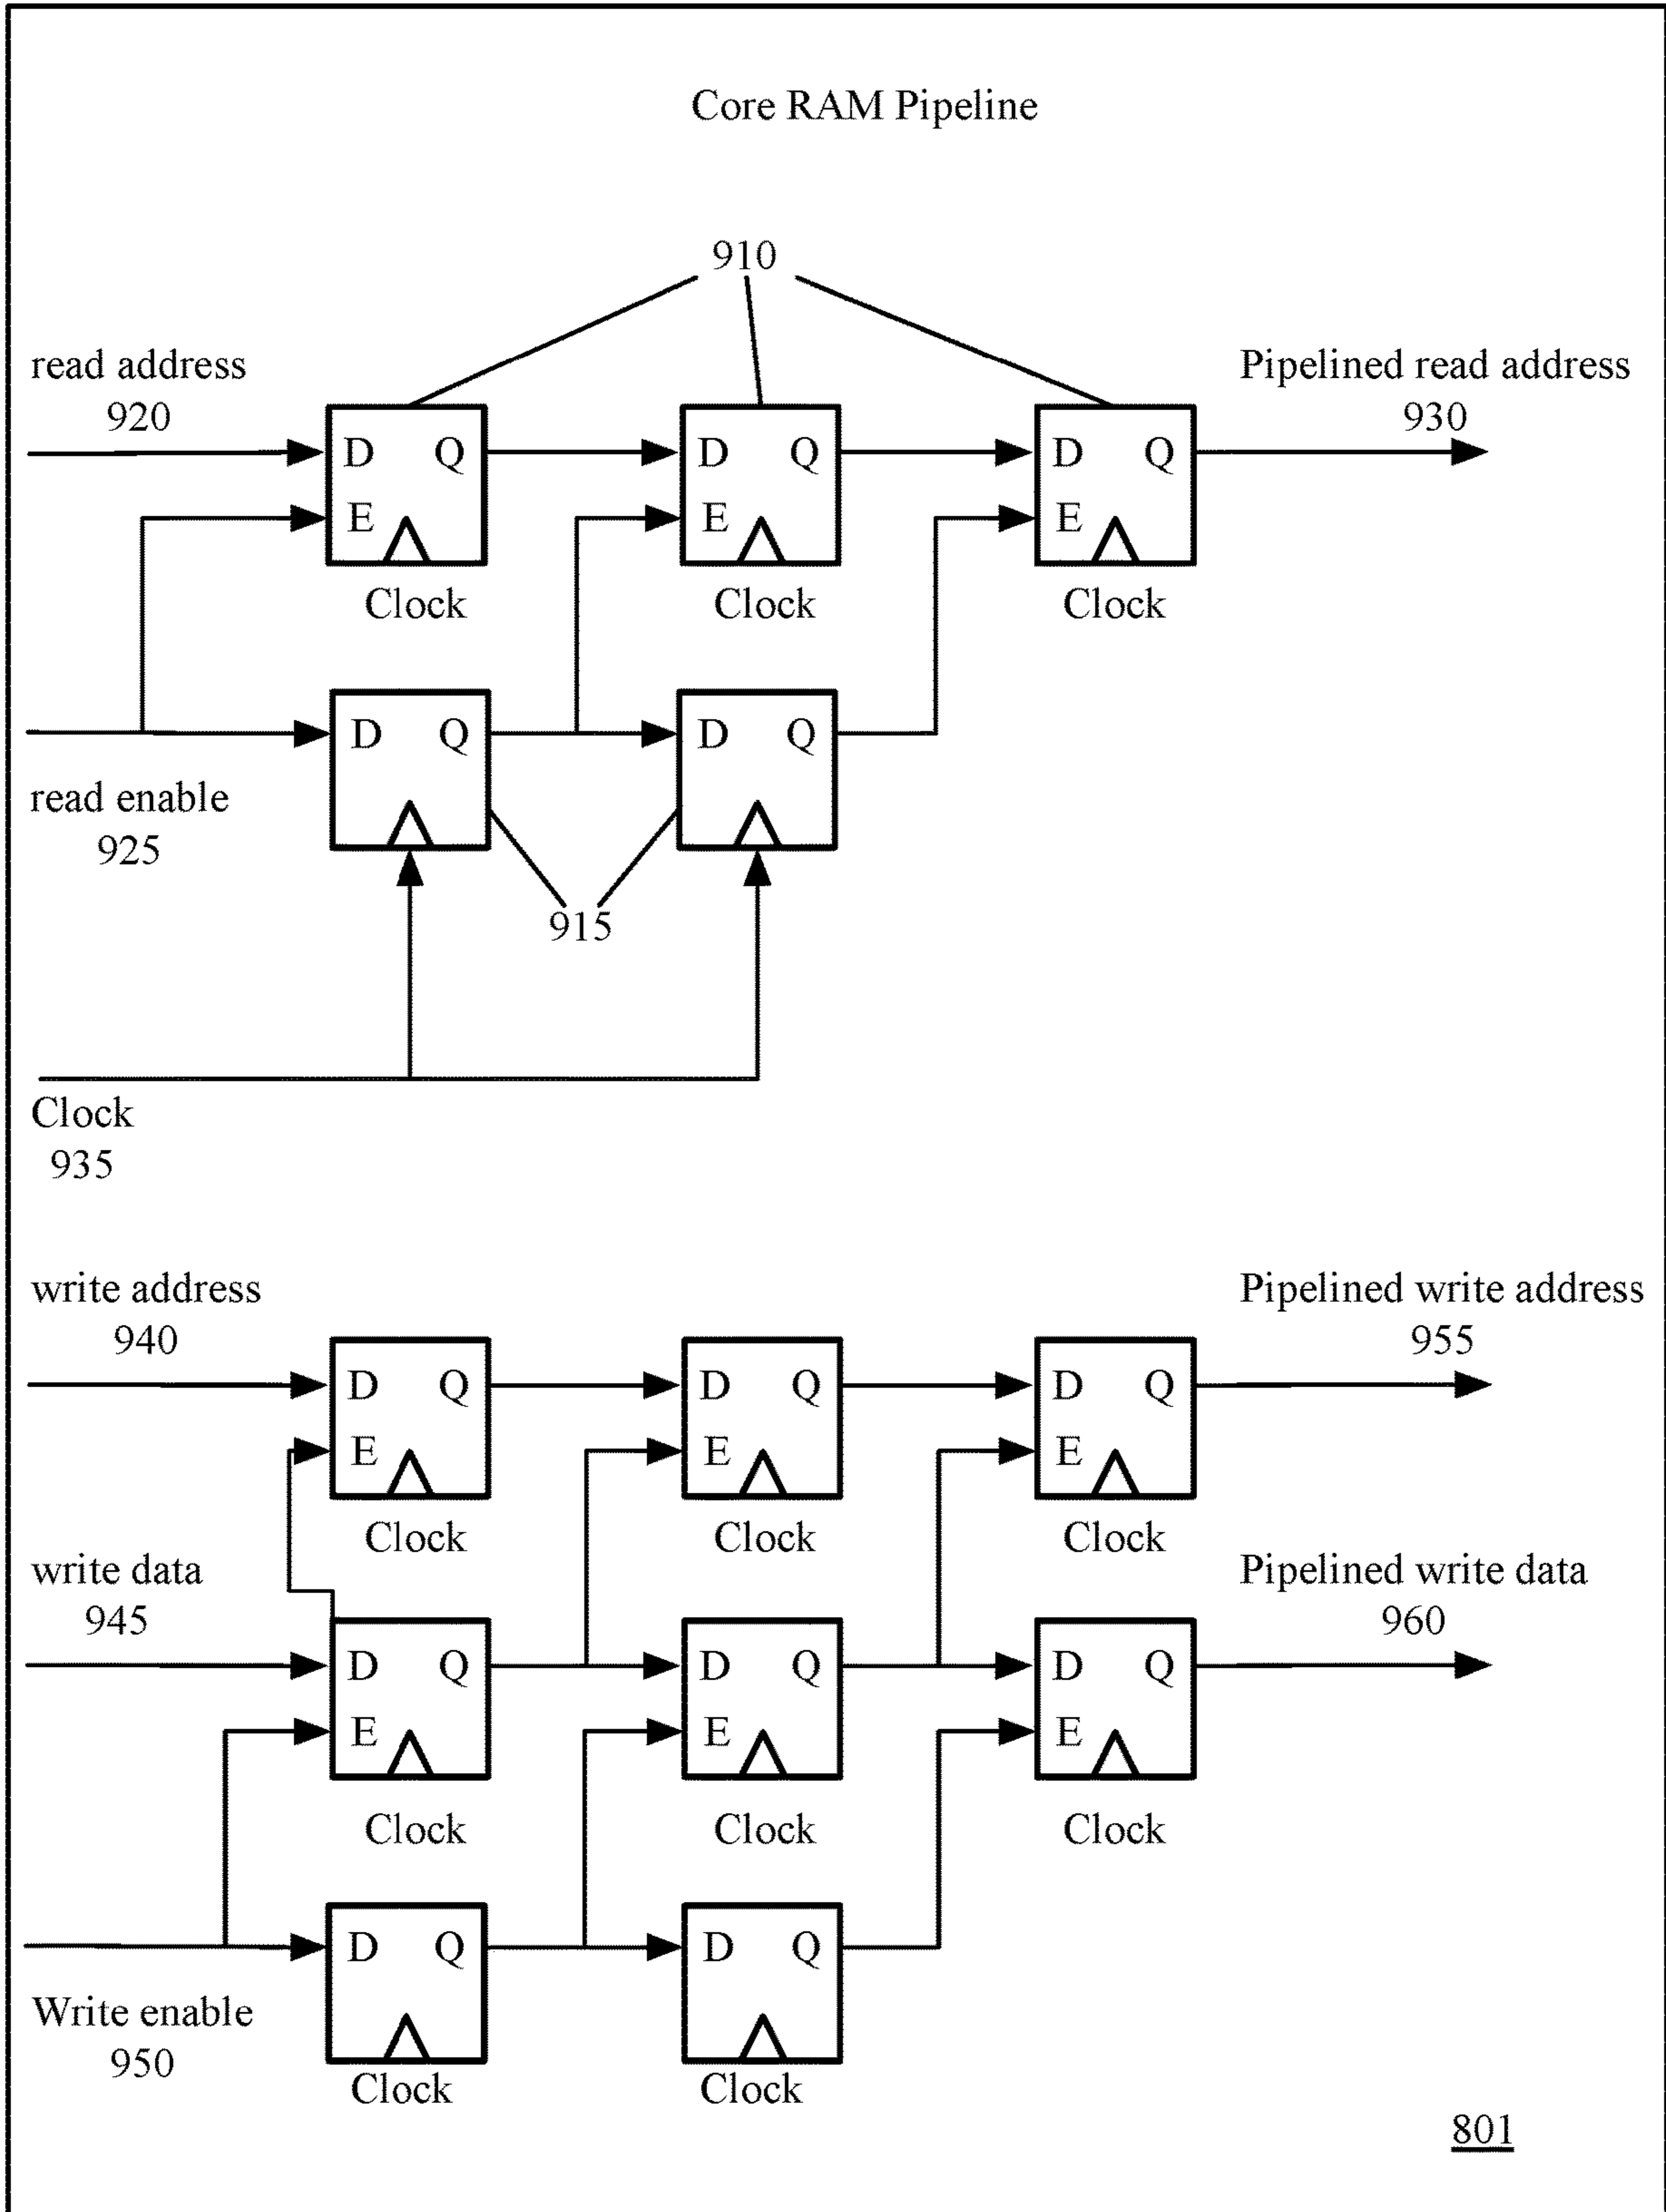 Core RAM Pipeline
910
read address
920
Pipelined read address
930
D Q
E
Clock
D Q
E
Clock
D Q
E
Clock
read enable
925
D Q
D Q
915
Clock
935
write address
940
Pipelined write address
955
D Q
E
Clock
D Q
E
Clock
D Q
E
Clock
write data
945
Pipelined write data
960
D Q
E
Clock
D Q
E
Clock
D Q
E
Clock
Write enable
950
D Q
Clock
D Q
Clock
801